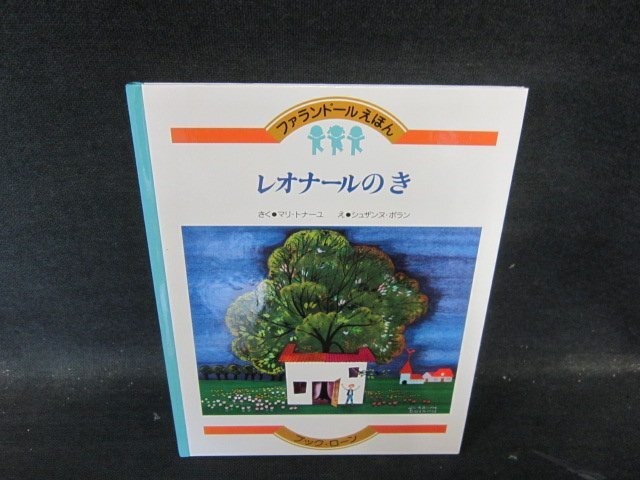 ファランドールえほん
レオナールのき
さく●マリ・トナーユ　え●シュザンヌ・ボラン
ブック・ローン